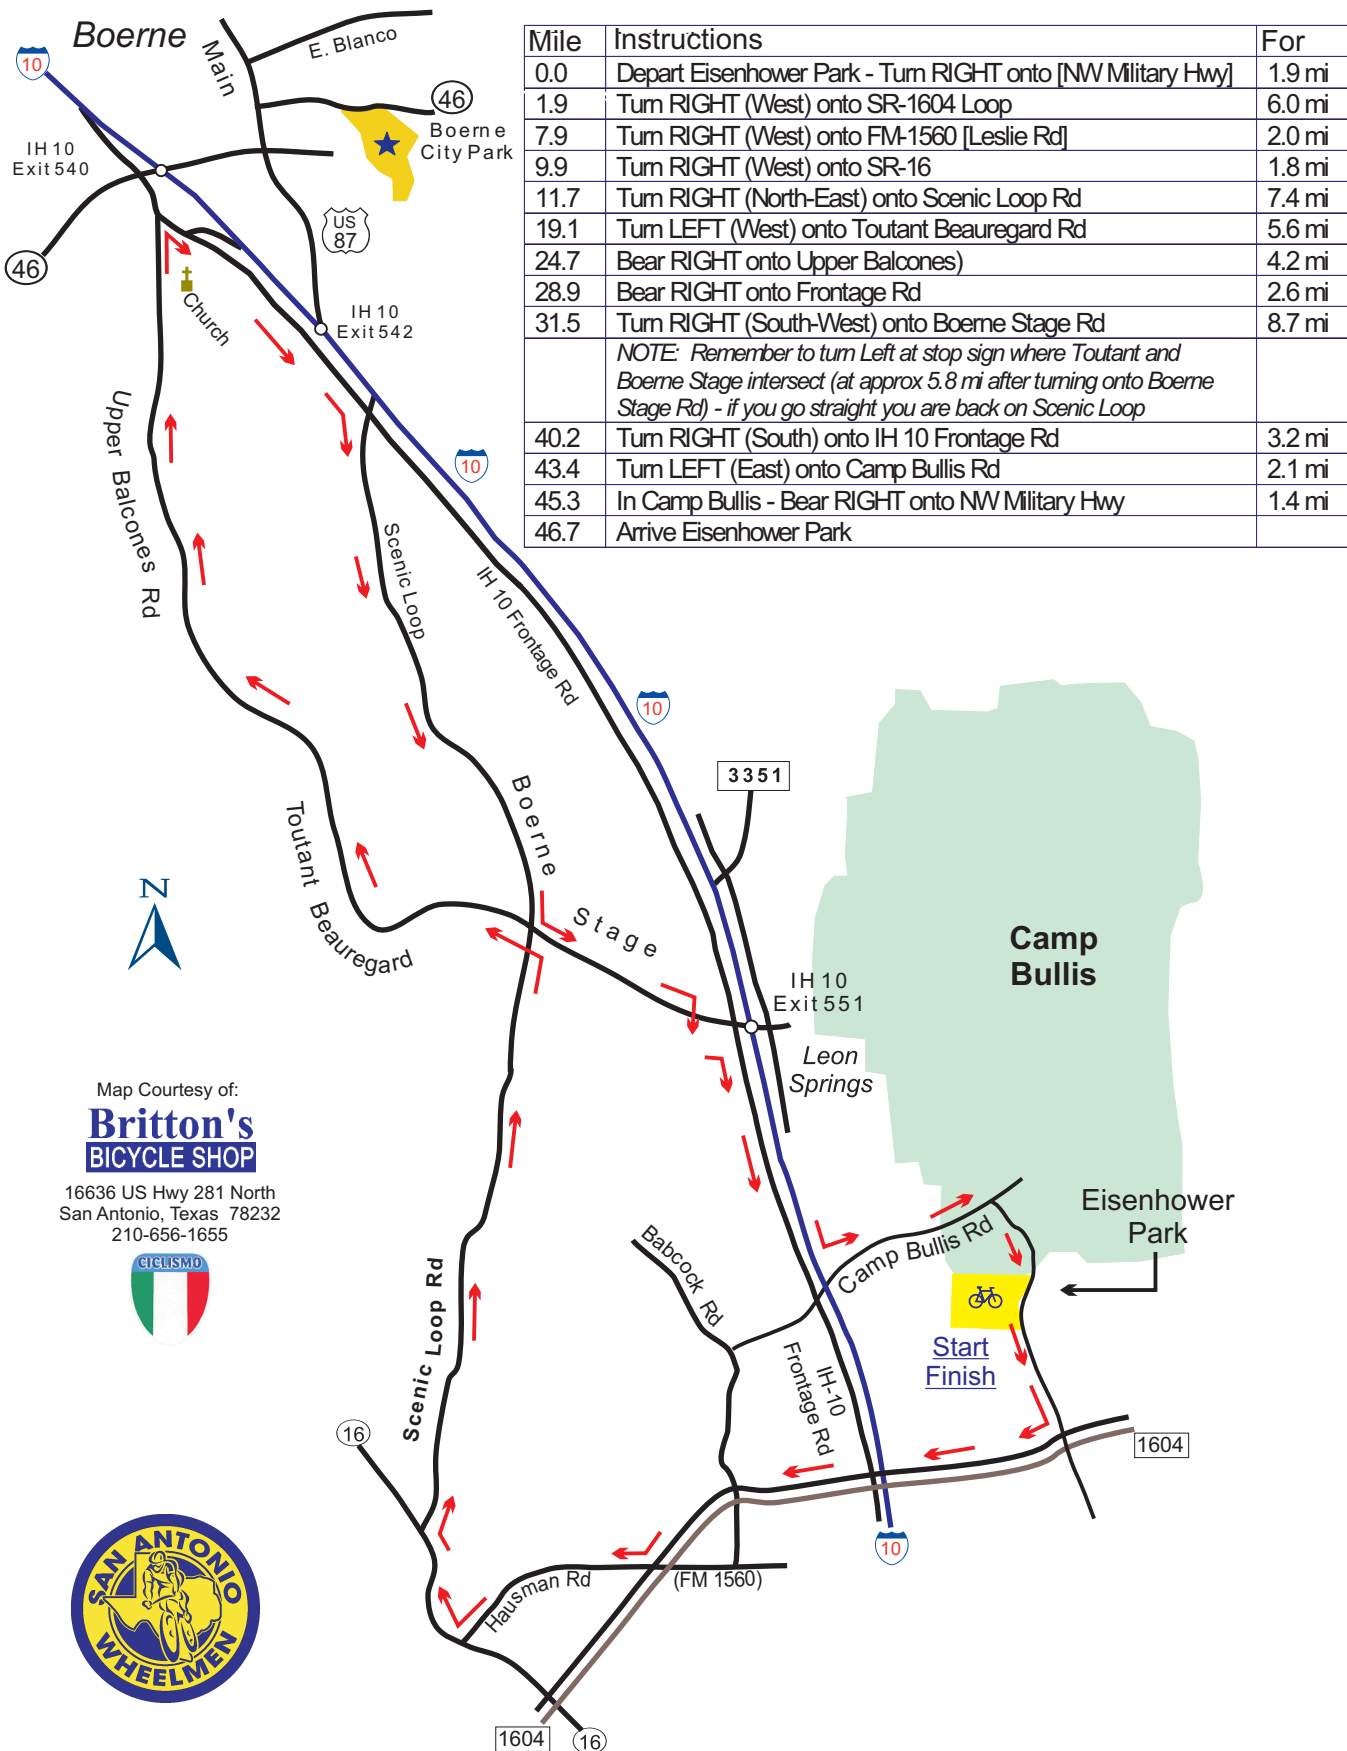 Boerne
Main
E. Blanco
10
46
Boerne
City Park
IH 10
Exit 540
US
87
46
Church
IH 10
Exit 542
Mile Instructions For
0.0 Depart Eisenhower Park - Turn RIGHT onto [NW Military Hwy] 1.9 mi
1.9 Turn RIGHT (West) onto SR-1604 Loop 6.0 mi
7.9 Turn RIGHT (West) onto FM-1560 [Leslie Rd] 2.0 mi
9.9 Turn RIGHT (West) onto SR-16 1.8 mi
11.7 Turn RIGHT (North-East) onto Scenic Loop Rd 7.4 mi
19.1 Turn LEFT (West) onto Toutant Beauregard Rd 5.6 mi
24.7 Bear RIGHT onto Upper Balcones) 4.2 mi
28.9 Bear RIGHT onto Frontage Rd 2.6 mi
31.5 Turn RIGHT (South-West) onto Boerne Stage Rd 8.7 mi
NOTE: Remember to turn Left at stop sign where Toutant and
Boerne Stage intersect (at approx 5.8 mi after turning onto Boerne
Stage Rd) - if you go straight you are back on Scenic Loop
40.2 Turn RIGHT (South) onto IH 10 Frontage Rd 3.2 mi
43.4 Turn LEFT (East) onto Camp Bullis Rd 2.1 mi
45.3 In Camp Bullis - Bear RIGHT onto NW Military Hwy 1.4 mi
46.7 Arrive Eisenhower Park
Upper Balcones Rd
10
Scenic Loop
IH 10 Frontage Rd
10
3351
Boerne Stage
Toutant Beauregard
N
Camp
Bullis
IH 10
Exit 551
Leon
Springs
Map Courtesy of:
Britton's
BICYCLE SHOP
16636 US Hwy 281 North
San Antonio, Texas 78232
210-656-1655
CICLISMO
Eisenhower
Park
Camp Bullis Rd
Babcock Rd
Scenic Loop Rd
Start
Finish
IH-10
Frontage Rd
16
1604
10
Hausman Rd
(FM 1560)
SAN ANTONIO
WHEELMEN
1604
16